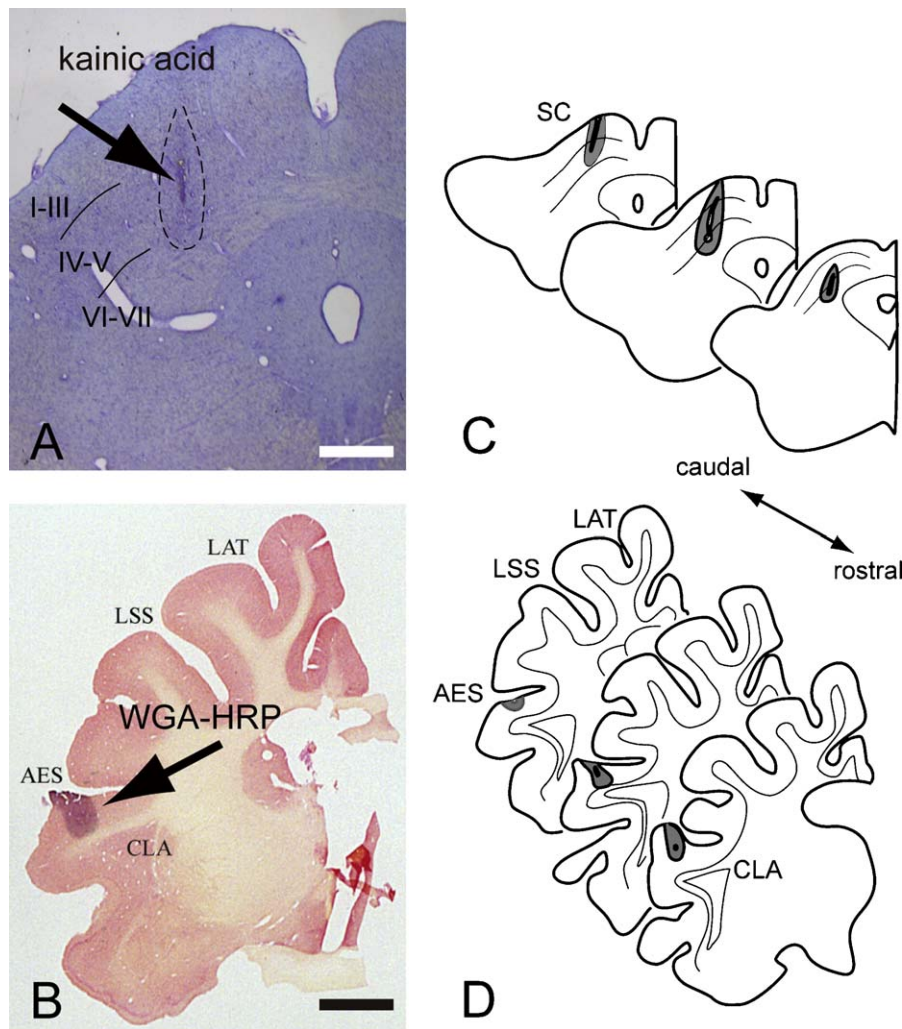 kainic acid
I-III
IV-V
VI-VII
A
SC
C
caudal
rostral
LAT
LSS
WGA-HRP
AES
CLA
B
LAT
LSS
AES
CLA
D